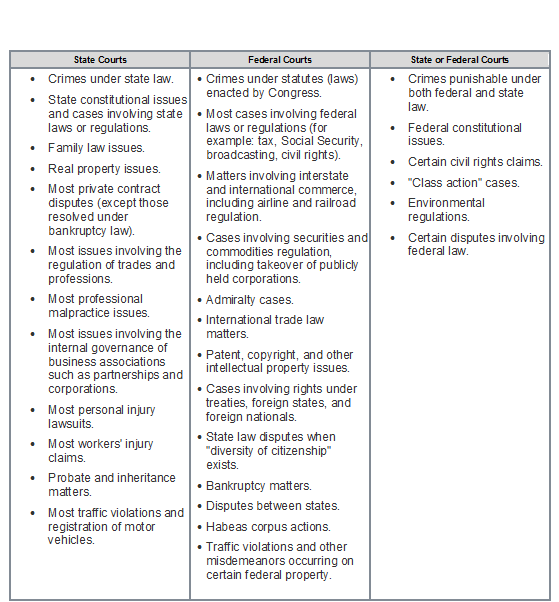 State Courts
Federal Courts
State or Federal Courts
• Crimes under state law.
• State constitutional issues
and cases involving state
laws or regulations.
• Family law issues.
• Real property issues.
• Most private contract
disputes (except those
resolved under
bankruptcy law).
• Most issues involving the
regulation of trades and
professions.
• Most professional
malpractice issues.
• Most issues involving the
internal governance of
business associations
such as partnerships and
corporations.
• Most personal injury
lawsuits.
• Most workers' injury
claims.
• Probate and inheritance
matters.
• Most traffic violations and
registration of motor
vehicles.
• Crimes under statutes (laws)
enacted by Congress.
• Most cases involving federal
laws or regulations (for
example: tax, Social Security,
broadcasting, civil rights).
• Matters involving interstate
and international commerce,
including airline and railroad
regulation.
• Cases involving securities and
commodities regulation,
including takeover of publicly
held corporations.
• Admiralty cases.
• International trade law
matters.
• Patent, copyright, and other
intellectual property issues.
• Cases involving rights under
treaties, foreign states, and
foreign nationals.
• State law disputes when
"diversity of citizenship"
exists.
• Bankruptcy matters.
• Disputes between states.
• Habeas corpus actions.
• Traffic violations and other
misdemeanors occurring on
certain federal property.
• Crimes punishable under
both federal and state
law.
• Federal constitutional
issues.
• Certain civil rights claims.
• "Class action" cases.
• Environmental
regulations.
• Certain disputes involving
federal law.